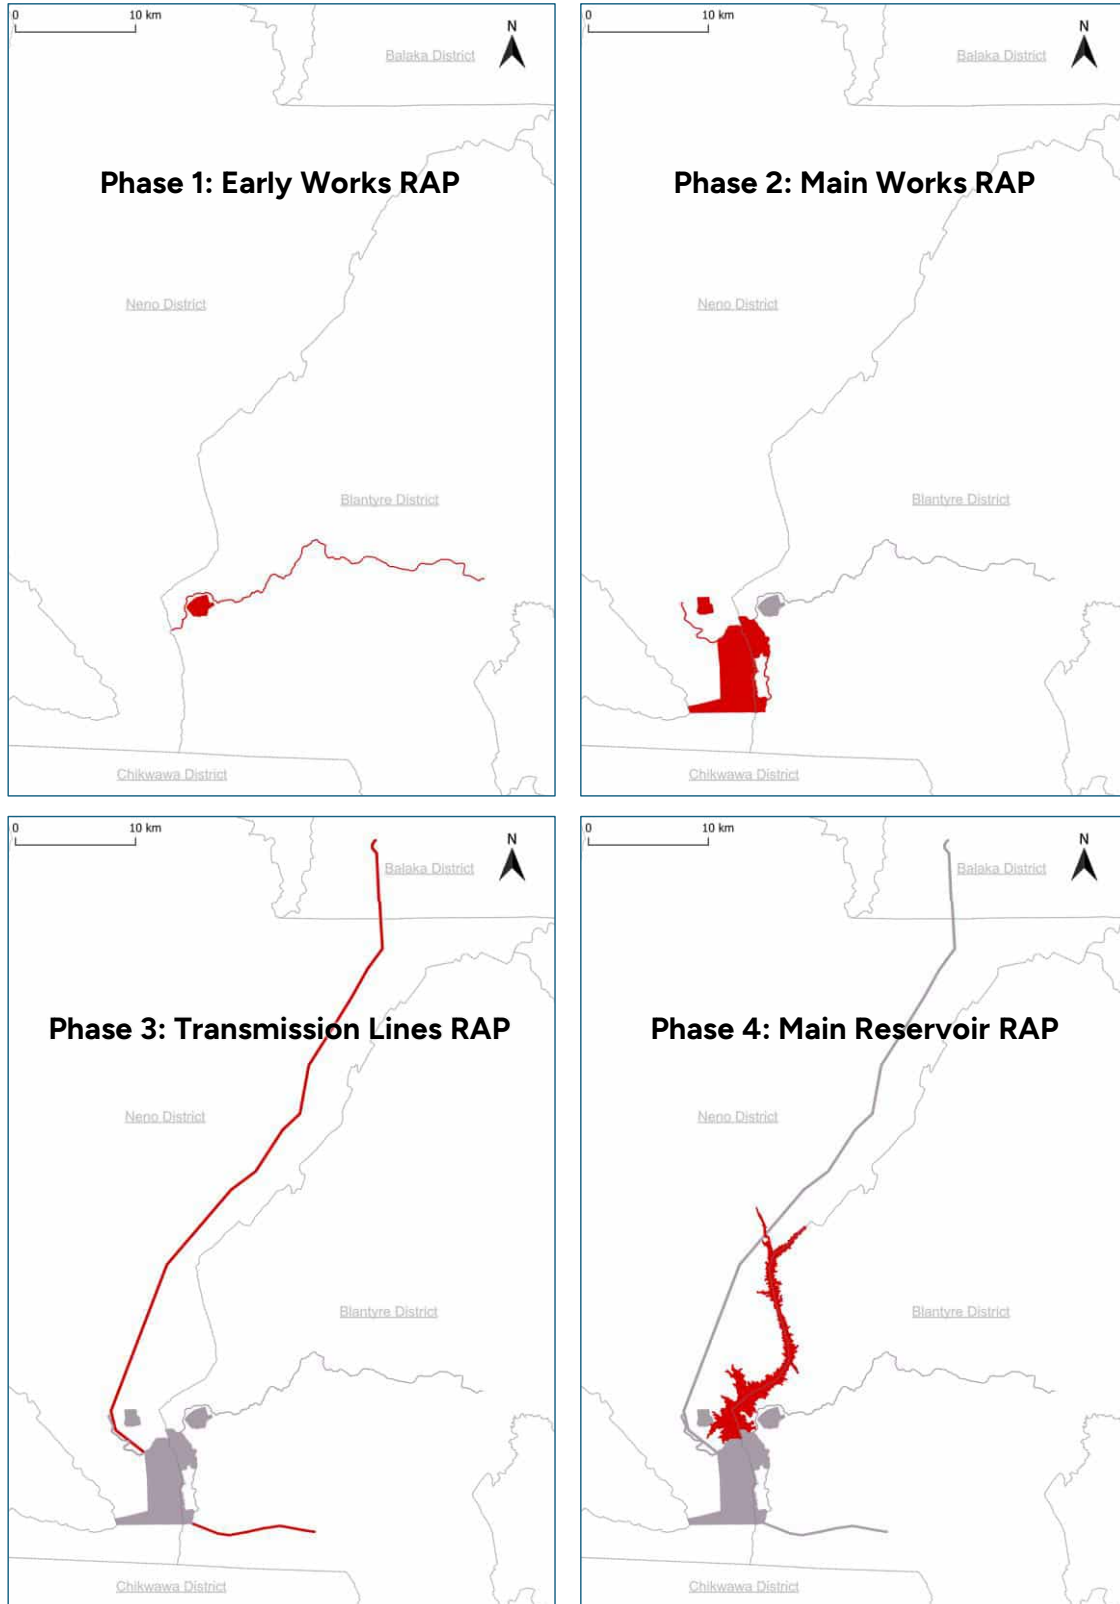 0 10 km
N
Balaka District
Phase 1: Early Works RAP
Neno District
Blantyre District
Chikwawa District
0 10 km
N
Balaka District
Phase 2: Main Works RAP
Neno District
Blantyre District
Chikwawa District
0 10 km
N
Balaka District
Phase 3: Transmission Lines RAP
Neno District
Blantyre District
Chikwawa District
0 10 km
N
Balaka District
Phase 4: Main Reservoir RAP
Neno District
Blantyre District
Chikwawa District